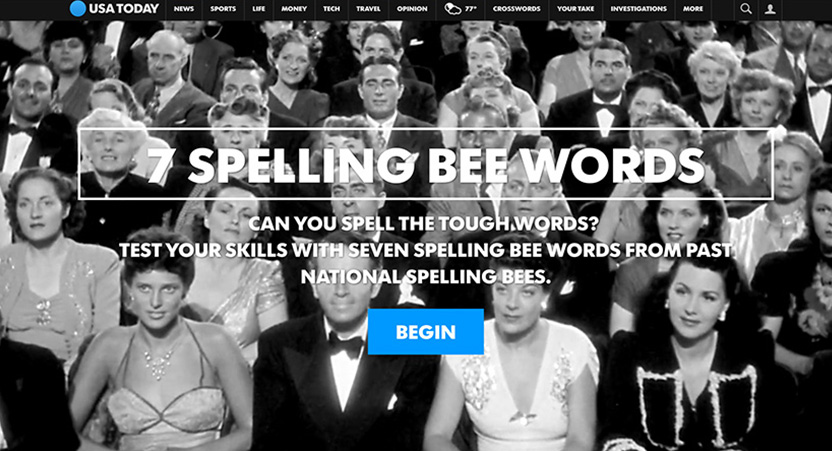 USA TODAY NEWS SPORTS LIFE MONEY TECH TRAVEL OPINION 77° CROSSWORDS YOUR TAKE INVESTIGATIONS MORE
7 SPELLING BEE WORDS
CAN YOU SPELL THE TOUGH WORDS?
TEST YOUR SKILLS WITH SEVEN SPELLING BEE WORDS FROM PAST
NATIONAL SPELLING BEES.
BEGIN